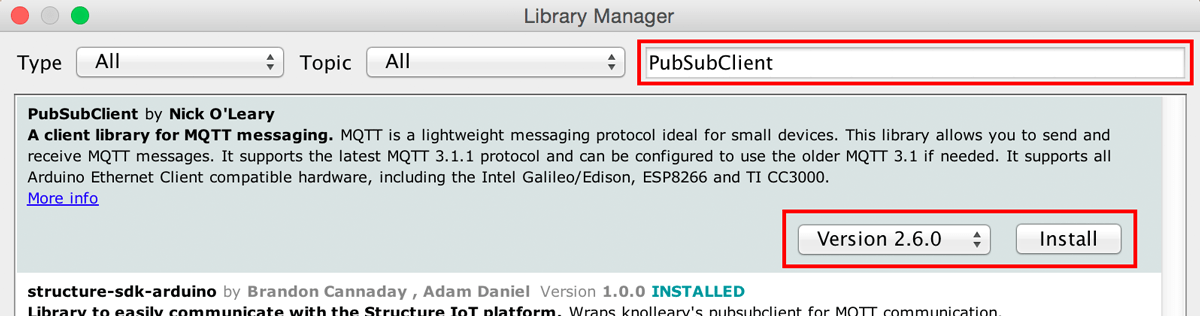 Library Manager
Type All Topic All PubSubClient
PubSubClient by Nick O'Leary
A client library for MQTT messaging. MQTT is a lightweight messaging protocol ideal for small devices. This library allows you to send and
receive MQTT messages. It supports the latest MQTT 3.1.1 protocol and can be configured to use the older MQTT 3.1 if needed. It supports all
Arduino Ethernet Client compatible hardware, including the Intel Galileo/Edison, ESP8266 and TI CC3000.
More info
Version 2.6.0 Install
structure-sdk-arduino by Brandon Cannaday , Adam Daniel Version 1.0.0 INSTALLED
Library to easily communicate with the Structure IoT platform. Wraps knolleary's pubsubclient for MQTT communication.